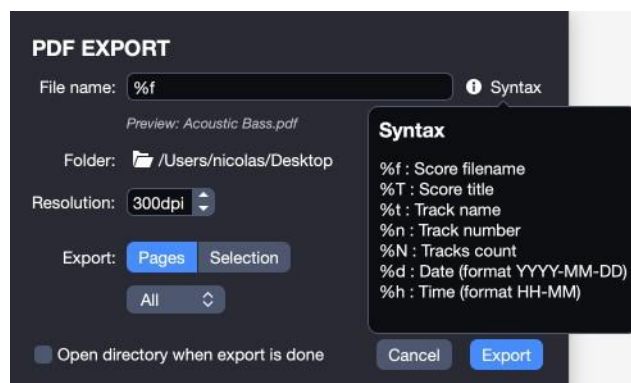 PDF EXPORT
File name: %f Syntax
Preview: Acoustic Bass.pdf
Folder: /Users/nicolas/Desktop
Resolution: 300dpi
Export: Pages Selection
All
Open directory when export is done
Cancel Export
Syntax
%f : Score filename
%T : Score title
%t : Track name
%n : Track number
%N : Tracks count
%d : Date (format YYYY-MM-DD)
%h : Time (format HH-MM)